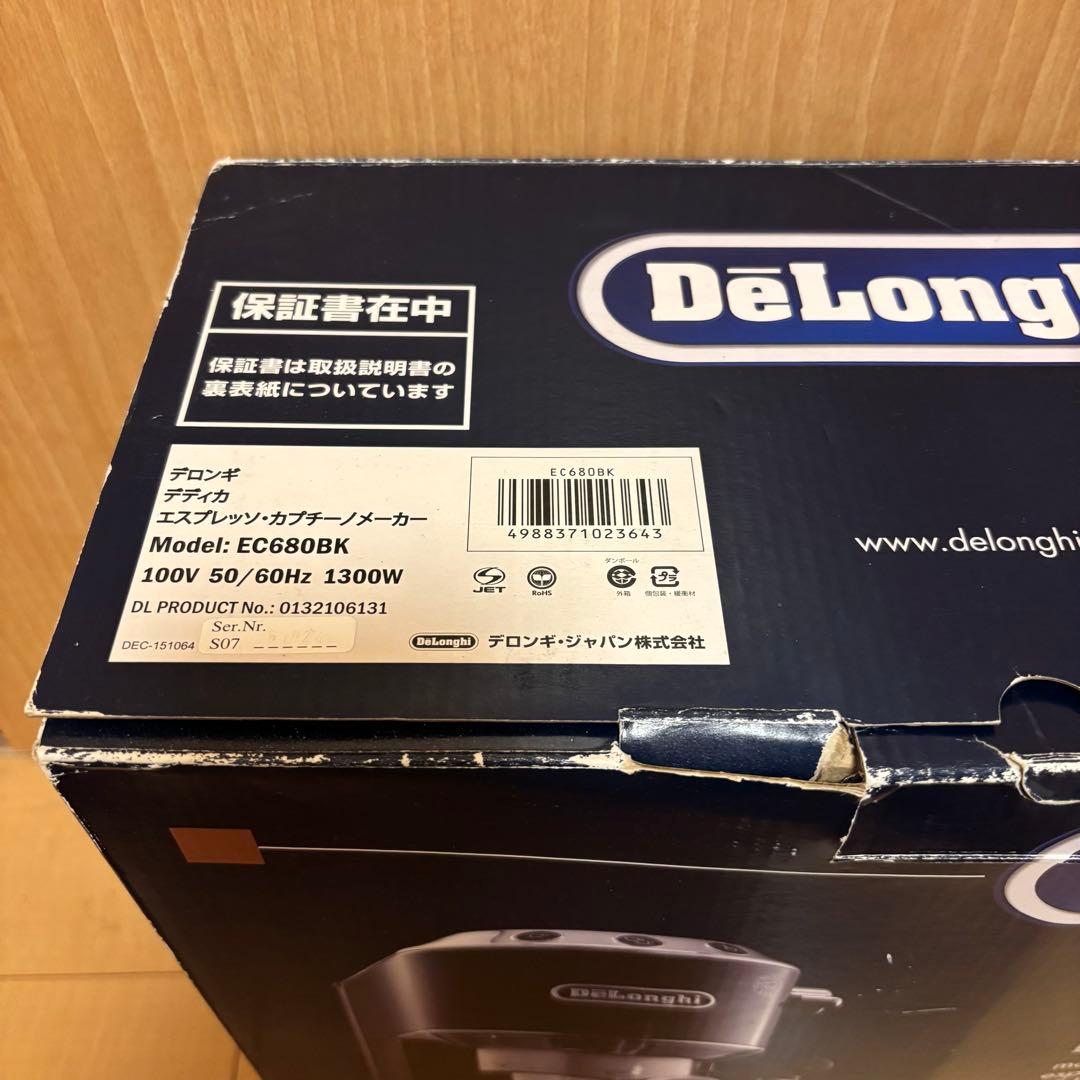 保証書在中
保証書は取扱説明書の
裏表紙についています
DeLongh
www.delonghi
デロンギ
デディカ
エスプレッソ・カプチーノメーカー
Model: EC680BK
100V 50/60Hz 1300W
DL PRODUCT No.: 0132106131
DEC-151064
Ser.Nr.
S07 ______
EC680BK
4988371023643
JET
RoHS
ダンボール
外箱
プラ
個包装・緩衝材
DeLonghi
デロンギ・ジャパン株式会社
DeLonghi